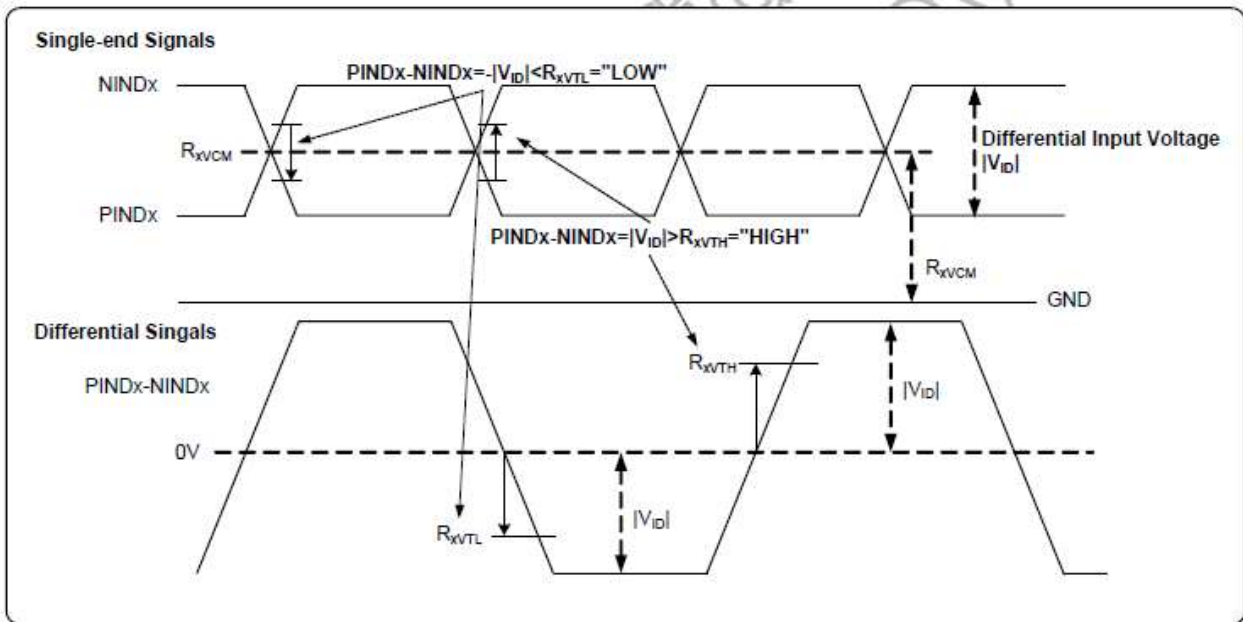 Single-end Signals
PINDx-NINDx=-|VID|<RxVTL="LOW"
NINDx
RxVCM
Differential Input Voltage
|VID|
PINDx
PINDx-NINDx=|VID|>RxVTH="HIGH"
RxVCM
GND
Differential Singals
RxVTH
PINDx-NINDx
|VID|
0V
|VID|
RxVTL